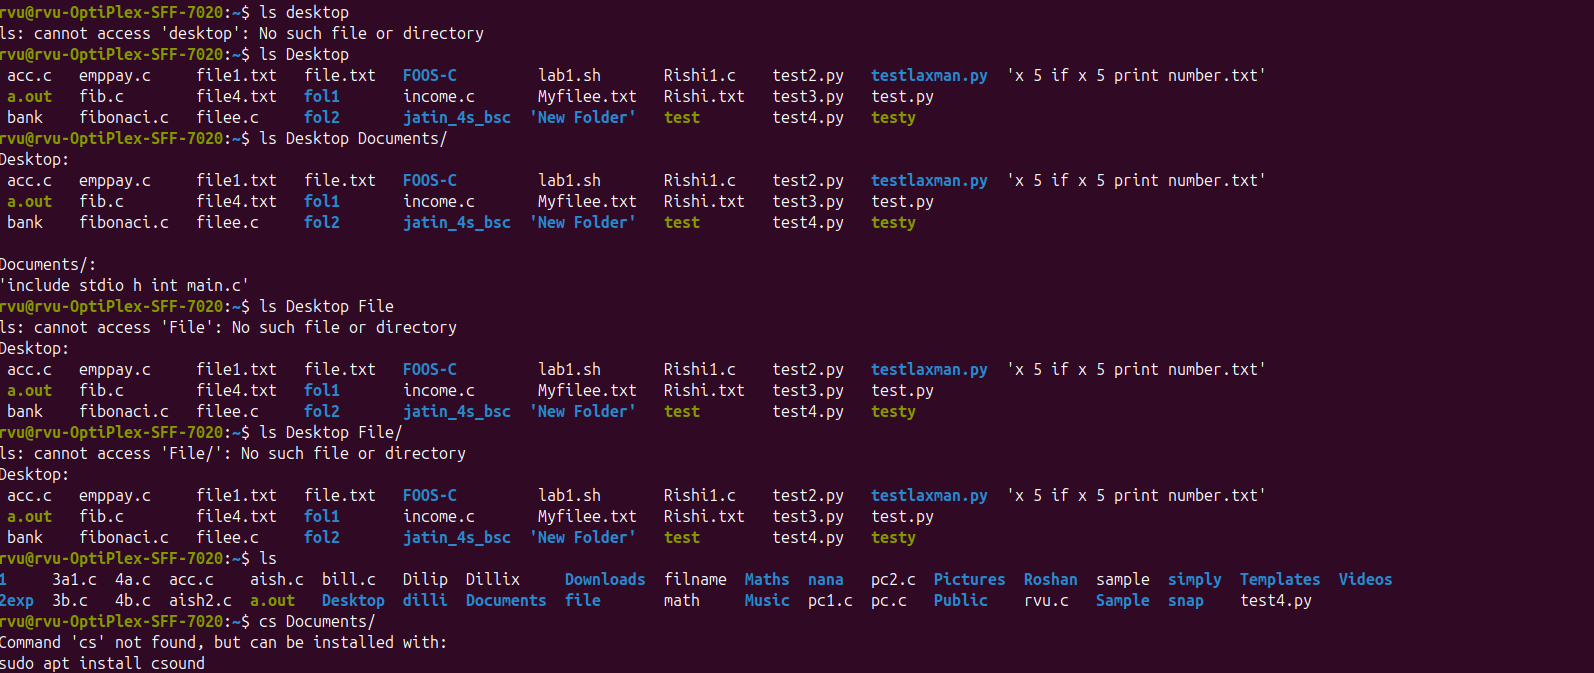 rvu@rvu-OptiPlex-SFF-7020:~$ ls desktop
ls: cannot access 'desktop': No such file or directory
rvu@rvu-OptiPlex-SFF-7020:~$ ls Desktop
acc.c emppay.c file1.txt file.txt FOOS-C lab1.sh Rishi1.c test2.py testlaxman.py 'x 5 if x 5 print number.txt'
a.out fib.c file4.txt fol1 income.c Myfilee.txt Rishi.txt test3.py test.py
bank fibonaci.c filee.c fol2 jatin_4s_bsc 'New Folder' test test4.py testy
rvu@rvu-OptiPlex-SFF-7020:~$ ls Desktop Documents/
Desktop:
acc.c emppay.c file1.txt file.txt FOOS-C lab1.sh Rishi1.c test2.py testlaxman.py 'x 5 if x 5 print number.txt'
a.out fib.c file4.txt fol1 income.c Myfilee.txt Rishi.txt test3.py test.py
bank fibonaci.c filee.c fol2 jatin_4s_bsc 'New Folder' test test4.py testy
Documents/:
'include stdio h int main.c'
rvu@rvu-OptiPlex-SFF-7020:~$ ls Desktop File
ls: cannot access 'File': No such file or directory
Desktop:
acc.c emppay.c file1.txt file.txt FOOS-C lab1.sh Rishi1.c test2.py testlaxman.py 'x 5 if x 5 print number.txt'
a.out fib.c file4.txt fol1 income.c Myfilee.txt Rishi.txt test3.py test.py
bank fibonaci.c filee.c fol2 jatin_4s_bsc 'New Folder' test test4.py testy
rvu@rvu-OptiPlex-SFF-7020:~$ ls Desktop File/
ls: cannot access 'File/': No such file or directory
Desktop:
acc.c emppay.c file1.txt file.txt FOOS-C lab1.sh Rishi1.c test2.py testlaxman.py 'x 5 if x 5 print number.txt'
a.out fib.c file4.txt fol1 income.c Myfilee.txt Rishi.txt test3.py test.py
bank fibonaci.c filee.c fol2 jatin_4s_bsc 'New Folder' test test4.py testy
rvu@rvu-OptiPlex-SFF-7020:~$ ls
1 3a1.c 4a.c acc.c aish.c bill.c Dilip Dillix Downloads filname Maths nana pc2.c Pictures Roshan sample simply Templates Videos
2exp 3b.c 4b.c aish2.c a.out Desktop dilli Documents file math Music pc1.c pc.c Public rvu.c Sample snap test4.py
rvu@rvu-OptiPlex-SFF-7020:~$ cs Documents/
Command 'cs' not found, but can be installed with:
sudo apt install csound